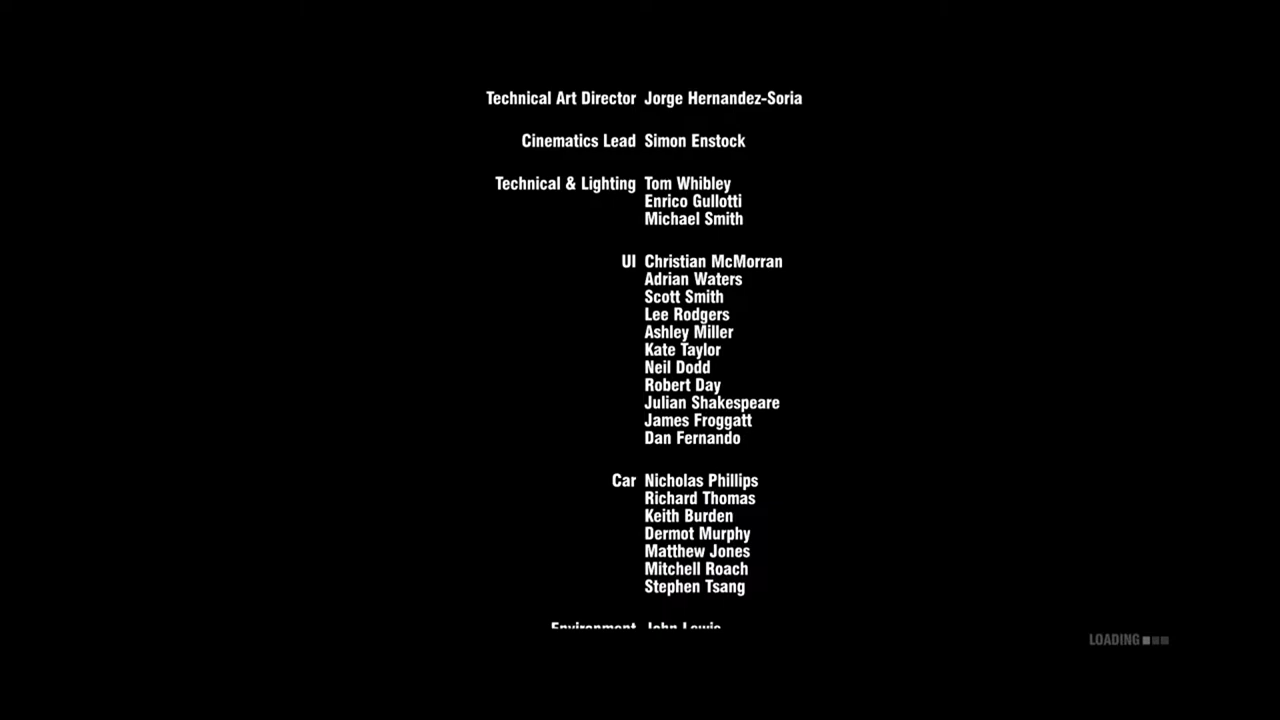 Technical Art Director Jorge Hernandez-Soria
Cinematics Lead Simon Enstock
Technical & Lighting Tom Whibley
Enrico Gullotti
Michael Smith
UI Christian McMorran
Adrian Waters
Scott Smith
Lee Rodgers
Ashley Miller
Kate Taylor
Neil Dodd
Robert Day
Julian Shakespeare
James Froggatt
Dan Fernando
Car Nicholas Phillips
Richard Thomas
Keith Burden
Dermot Murphy
Matthew Jones
Mitchell Roach
Stephen Tsang
Environment John Lewis
LOADING